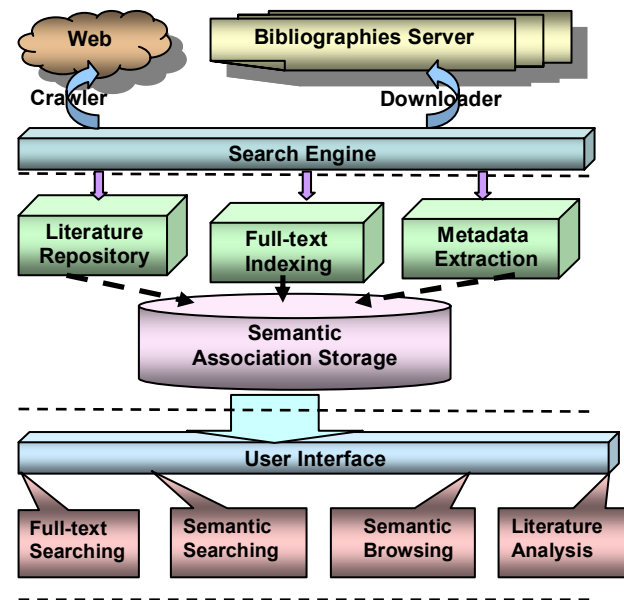 Web
Bibliographies Server
Crawler
Downloader
Search Engine
Literature
Repository
Full-text
Indexing
Metadada
Extraction
Semantic
Association Storage
User Interface
Full-text
Searching
Semantic
Searching
Semantic
Browsing
Literature
Analysis